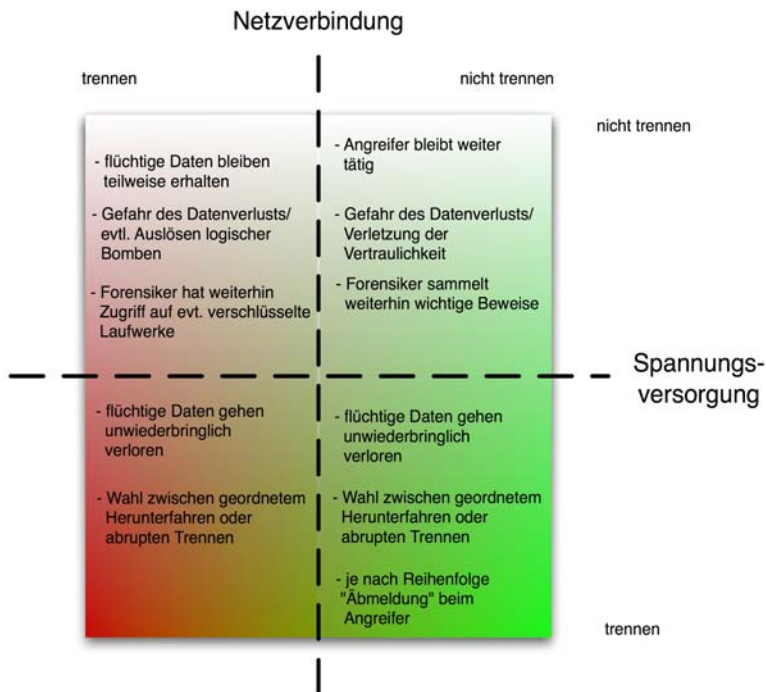 Netzverbindung
trennen
nicht trennen
nicht trennen
- flüchtige Daten bleiben
teilweise erhalten
- Gefahr des Datenverlusts/
evtl. Auslösen logischer
Bomben
- Forensiker hat weiterhin
Zugriff auf evt. verschlüsselte
Laufwerke
- Angreifer bleibt weiter
tätig
- Gefahr des Datenverlusts/
Verletzung der
Vertraulichkeit
- Forensiker sammelt
weiterhin wichtige Beweise
Spannungs-
versorgung
- flüchtige Daten gehen
unwiederbringlich
verloren
- Wahl zwischen geordnetem
Herunterfahren oder
abrupten Trennen
- flüchtige Daten gehen
unwiederbringlich
verloren
- Wahl zwischen geordnetem
Herunterfahren oder
abrupten Trennen
- je nach Reihenfolge
"Äbmeldung" beim
Angreifer
trennen